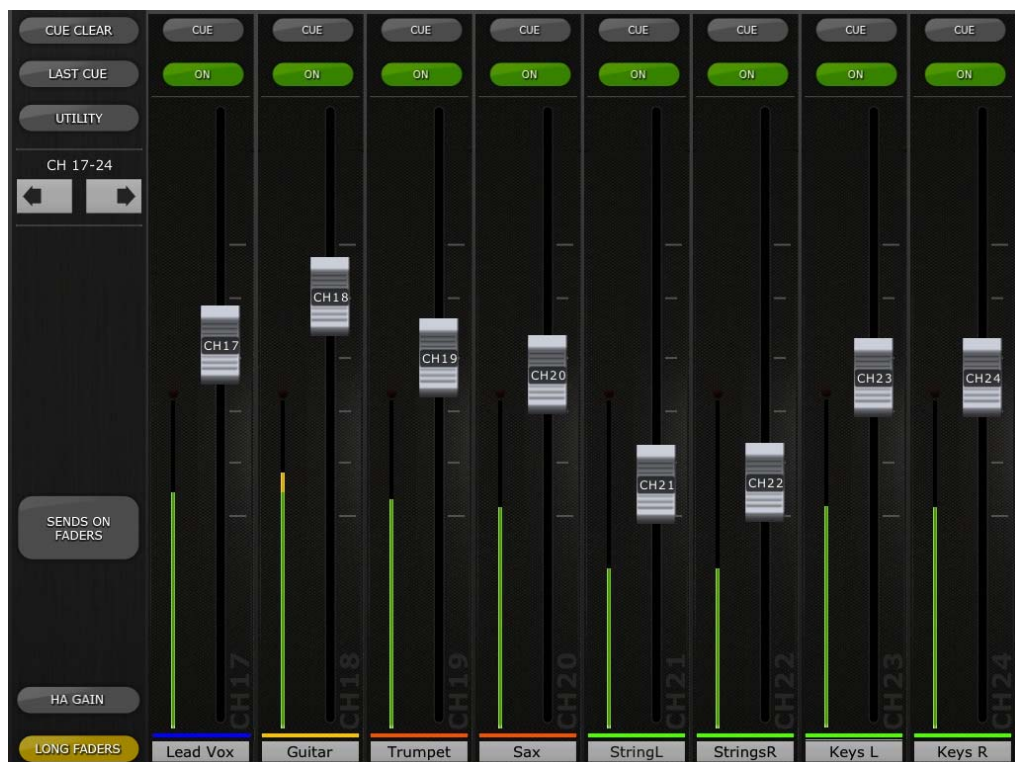 CUE CLEAR CUE CUE CUE CUE CUE CUE CUE CUE
LAST CUE ON ON ON ON ON ON ON ON
UTILITY
CH 17-24
CH17 CH18 CH19 CH20 CH21 CH22 CH23 CH24
SENDS ON
FADERS
CH17 CH18 CH19 CH20 CH21 CH22 CH23 CH24
HA GAIN
LONG FADERS Lead Vox Guitar Trumpet Sax StringL StringsR Keys L Keys R